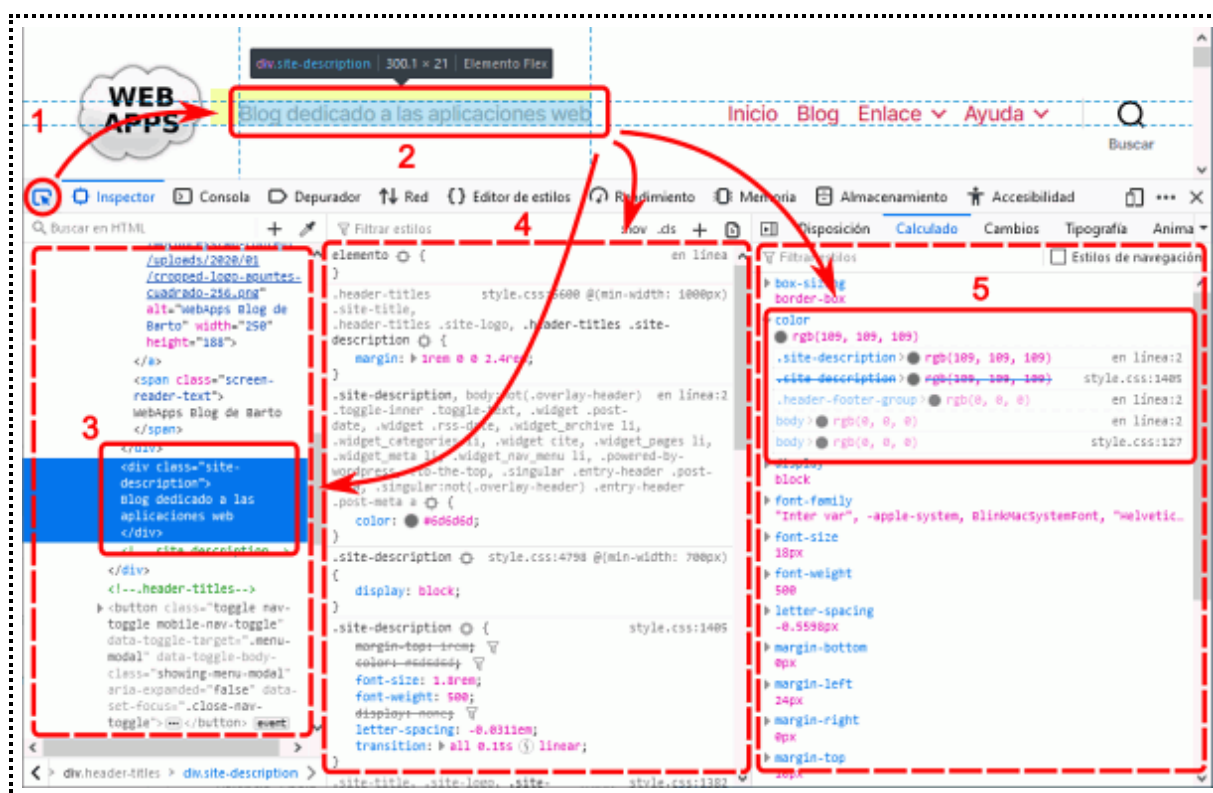 div.site-description | 300.1 × 21 | Elemento Flex
WEB
APPS
Blog dedicado a las aplicaciones web
Inicio Blog Enlace Ayuda
Buscar
1
2
Inspector Consola Depurador Red Editor de estilos Rendimiento Memoria Almacenamiento Accesibilidad
Buscar en HTML
/uploads/2020/01
/cropped-logo-apuntes-
cuadrado-256.png"
alt="WebApps Blog de
Barto" width="250"
height="188">
</a>
<span class="screen-
reader-text">
WebApps Blog de Barto
</span>
3
</div>
<div class="site-
description">
Blog dedicado a las
aplicaciones web
</div>
<!-- .site-description -->
</div>
<!--.header-titles-->
<button class="toggle nav-
toggle mobile-nav-toggle"
data-toggle-target=".menu-
modal" data-toggle-body-
class="showing-menu-modal"
aria-expanded="false" data-
set-focus=".close-nav-
toggle"></button> event
div.header-titles > div.site-description
Filtrar estilos
4
:hov .cls +
elemento { en línea
}
.header-titles style.css:5600 @(min-width: 1000px)
.site-title,
.header-titles .site-logo, .header-titles .site-
description {
margin: 1rem 0 0 2.4rem;
}
.site-description, body:not(.overlay-header) en línea:2
.toggle-inner .toggle-text, .widget .post-
date, .widget .rss-date, .widget_archive li,
.widget_categories li, .widget cite, .widget_pages li,
.widget_meta li, .widget_nav_menu li, .powered-by-
wordpress, .to-the-top, .singular .entry-header .post-
.singular:not(.overlay-header) .entry-header
.post-meta a {
color: #6d6d6d;
}
.site-description style.css:4798 @(min-width: 700px)
{
display: block;
}
.site-description { style.css:1405
margin-top: 1rem;
color: #6d6d6d;
font-size: 1.8rem;
font-weight: 500;
display: none;
letter-spacing: -0.0311em;
transition: all 0.15s linear;
}
.site-title, .site-logo, .site- style.css:1382
Disposición Calculado Cambios Tipografía Anima
Filtrar estilos Estilos de navegación
5
box-sizing
border-box
color
rgb(109, 109, 109)
.site-description rgb(109, 109, 109) en línea:2
.site-description rgb(109, 109, 109) style.css:1405
.header-footer-
group rgb(0, 0, 0) en línea:2
body rgb(0, 0, 0) en línea:2
body rgb(0, 0, 0) style.css:127
display
block
font-family
"Inter var", -apple-system, BlinkMacSystemFont, "Helvetic…
font-size
18px
font-weight
500
letter-spacing
-0.5598px
margin-bottom
0px
margin-left
24px
margin-right
0px
margin-top
10px